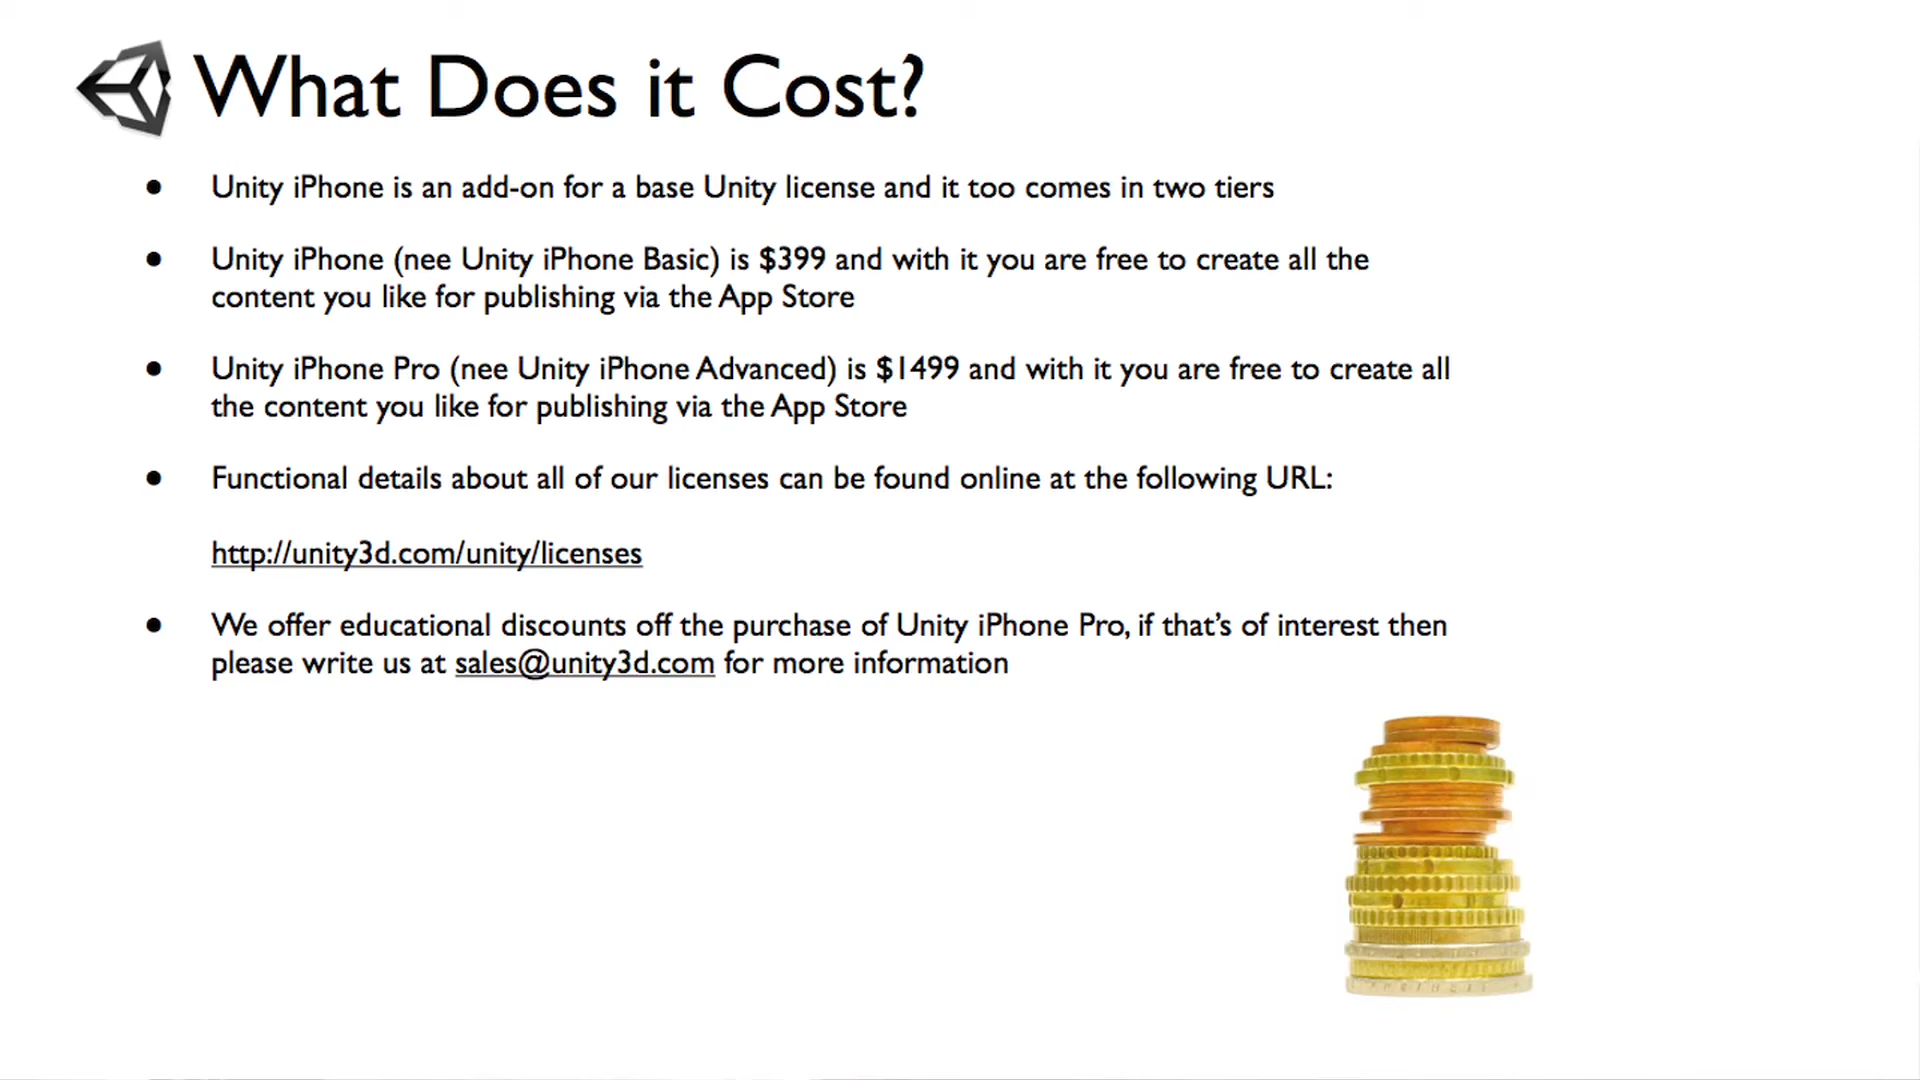 What Does it Cost?
• Unity iPhone is an add-on for a base Unity license and it too comes in two tiers
• Unity iPhone (nee Unity iPhone Basic) is $399 and with it you are free to create all the
content you like for publishing via the App Store
• Unity iPhone Pro (nee Unity iPhone Advanced) is $1499 and with it you are free to create all
the content you like for publishing via the App Store
• Functional details about all of our licenses can be found online at the following URL:
http://unity3d.com/unity/licenses
• We offer educational discounts off the purchase of Unity iPhone Pro, if that’s of interest then
please write us at sales@unity3d.com for more information